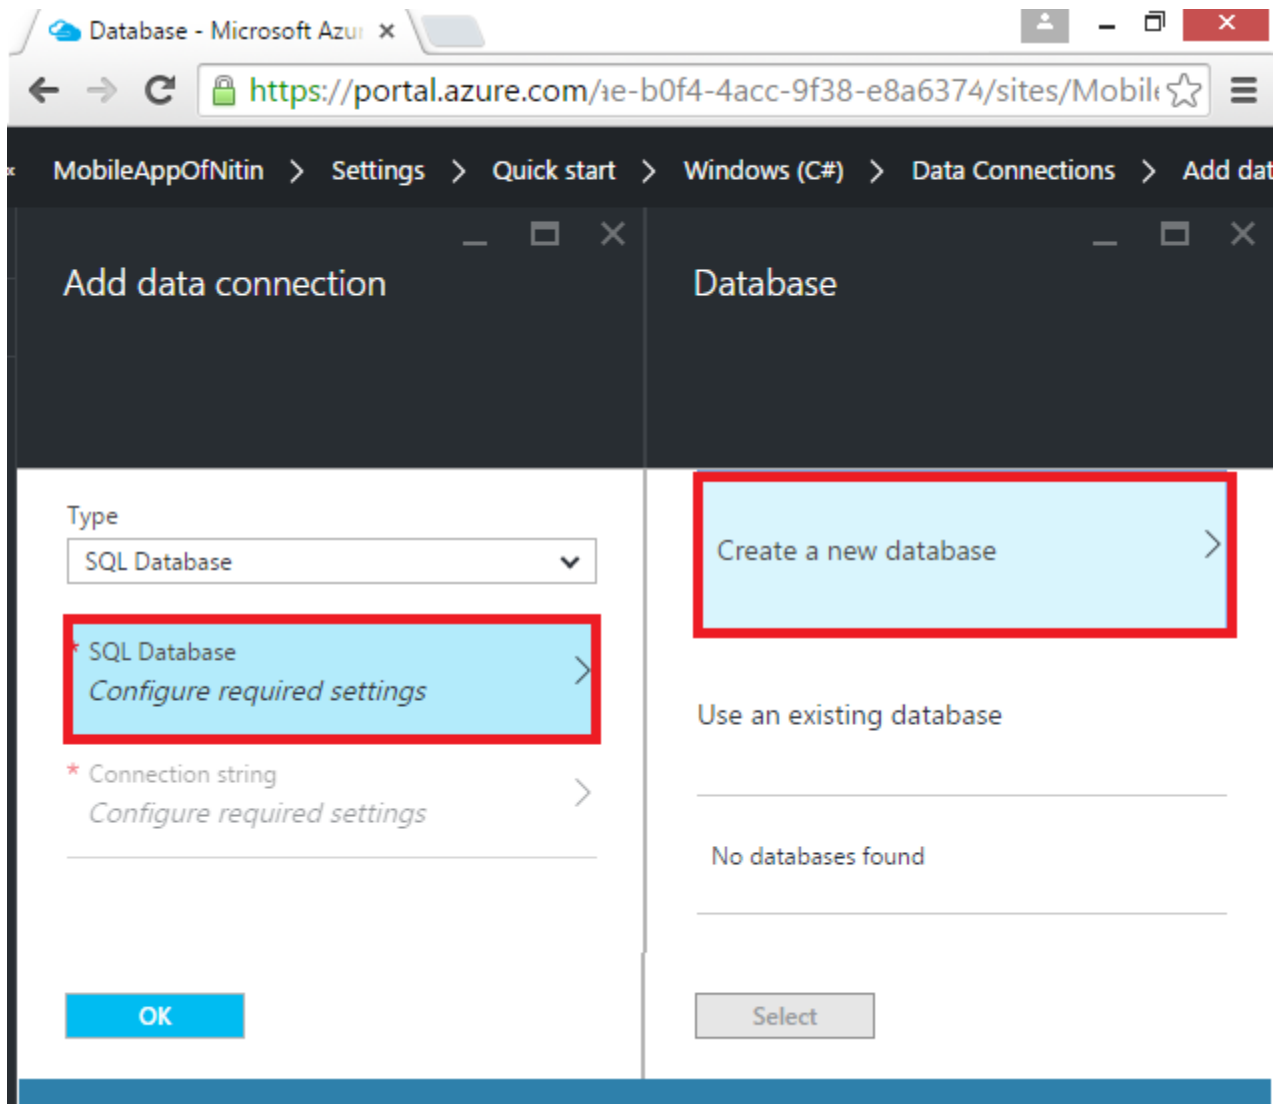 Database - Microsoft Azu
https://portal.azure.com/ae-b0f4-4acc-9f38-e8a6374/sites/Mobile
MobileAppOfNitin > Settings > Quick start > Windows (C#) > Data Connections > Add dat
Add data connection
Database
Type
SQL Database
Create a new database
* SQL Database
Configure required settings
Use an existing database
* Connection string
Configure required settings
No databases found
OK
Select